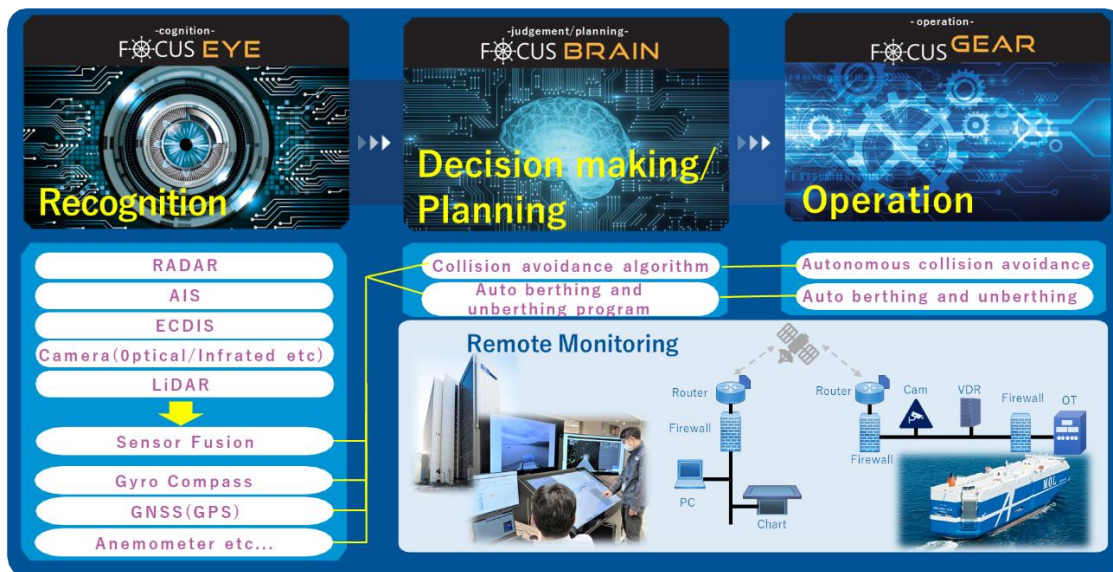 -cognition-
FOCUS EYE
Recognition
-judgement/planning-
FOCUS BRAIN
Decision making/
Planning
- operation-
FOCUS GEAR
Operation
RADAR
AIS
ECDIS
Camera(Optical/Infrated etc)
LiDAR
Sensor Fusion
Gyro Compass
GNSS(GPS)
Anemometer etc...
Collision avoidance algorithm
Auto berthing and
unberthing program
Autonomous collision avoidance
Auto berthing and unberthing
Remote Monitoring
Router
Firewall
PC
Chart
Router
Firewall
Cam
VDR
Firewall
OT
MOL